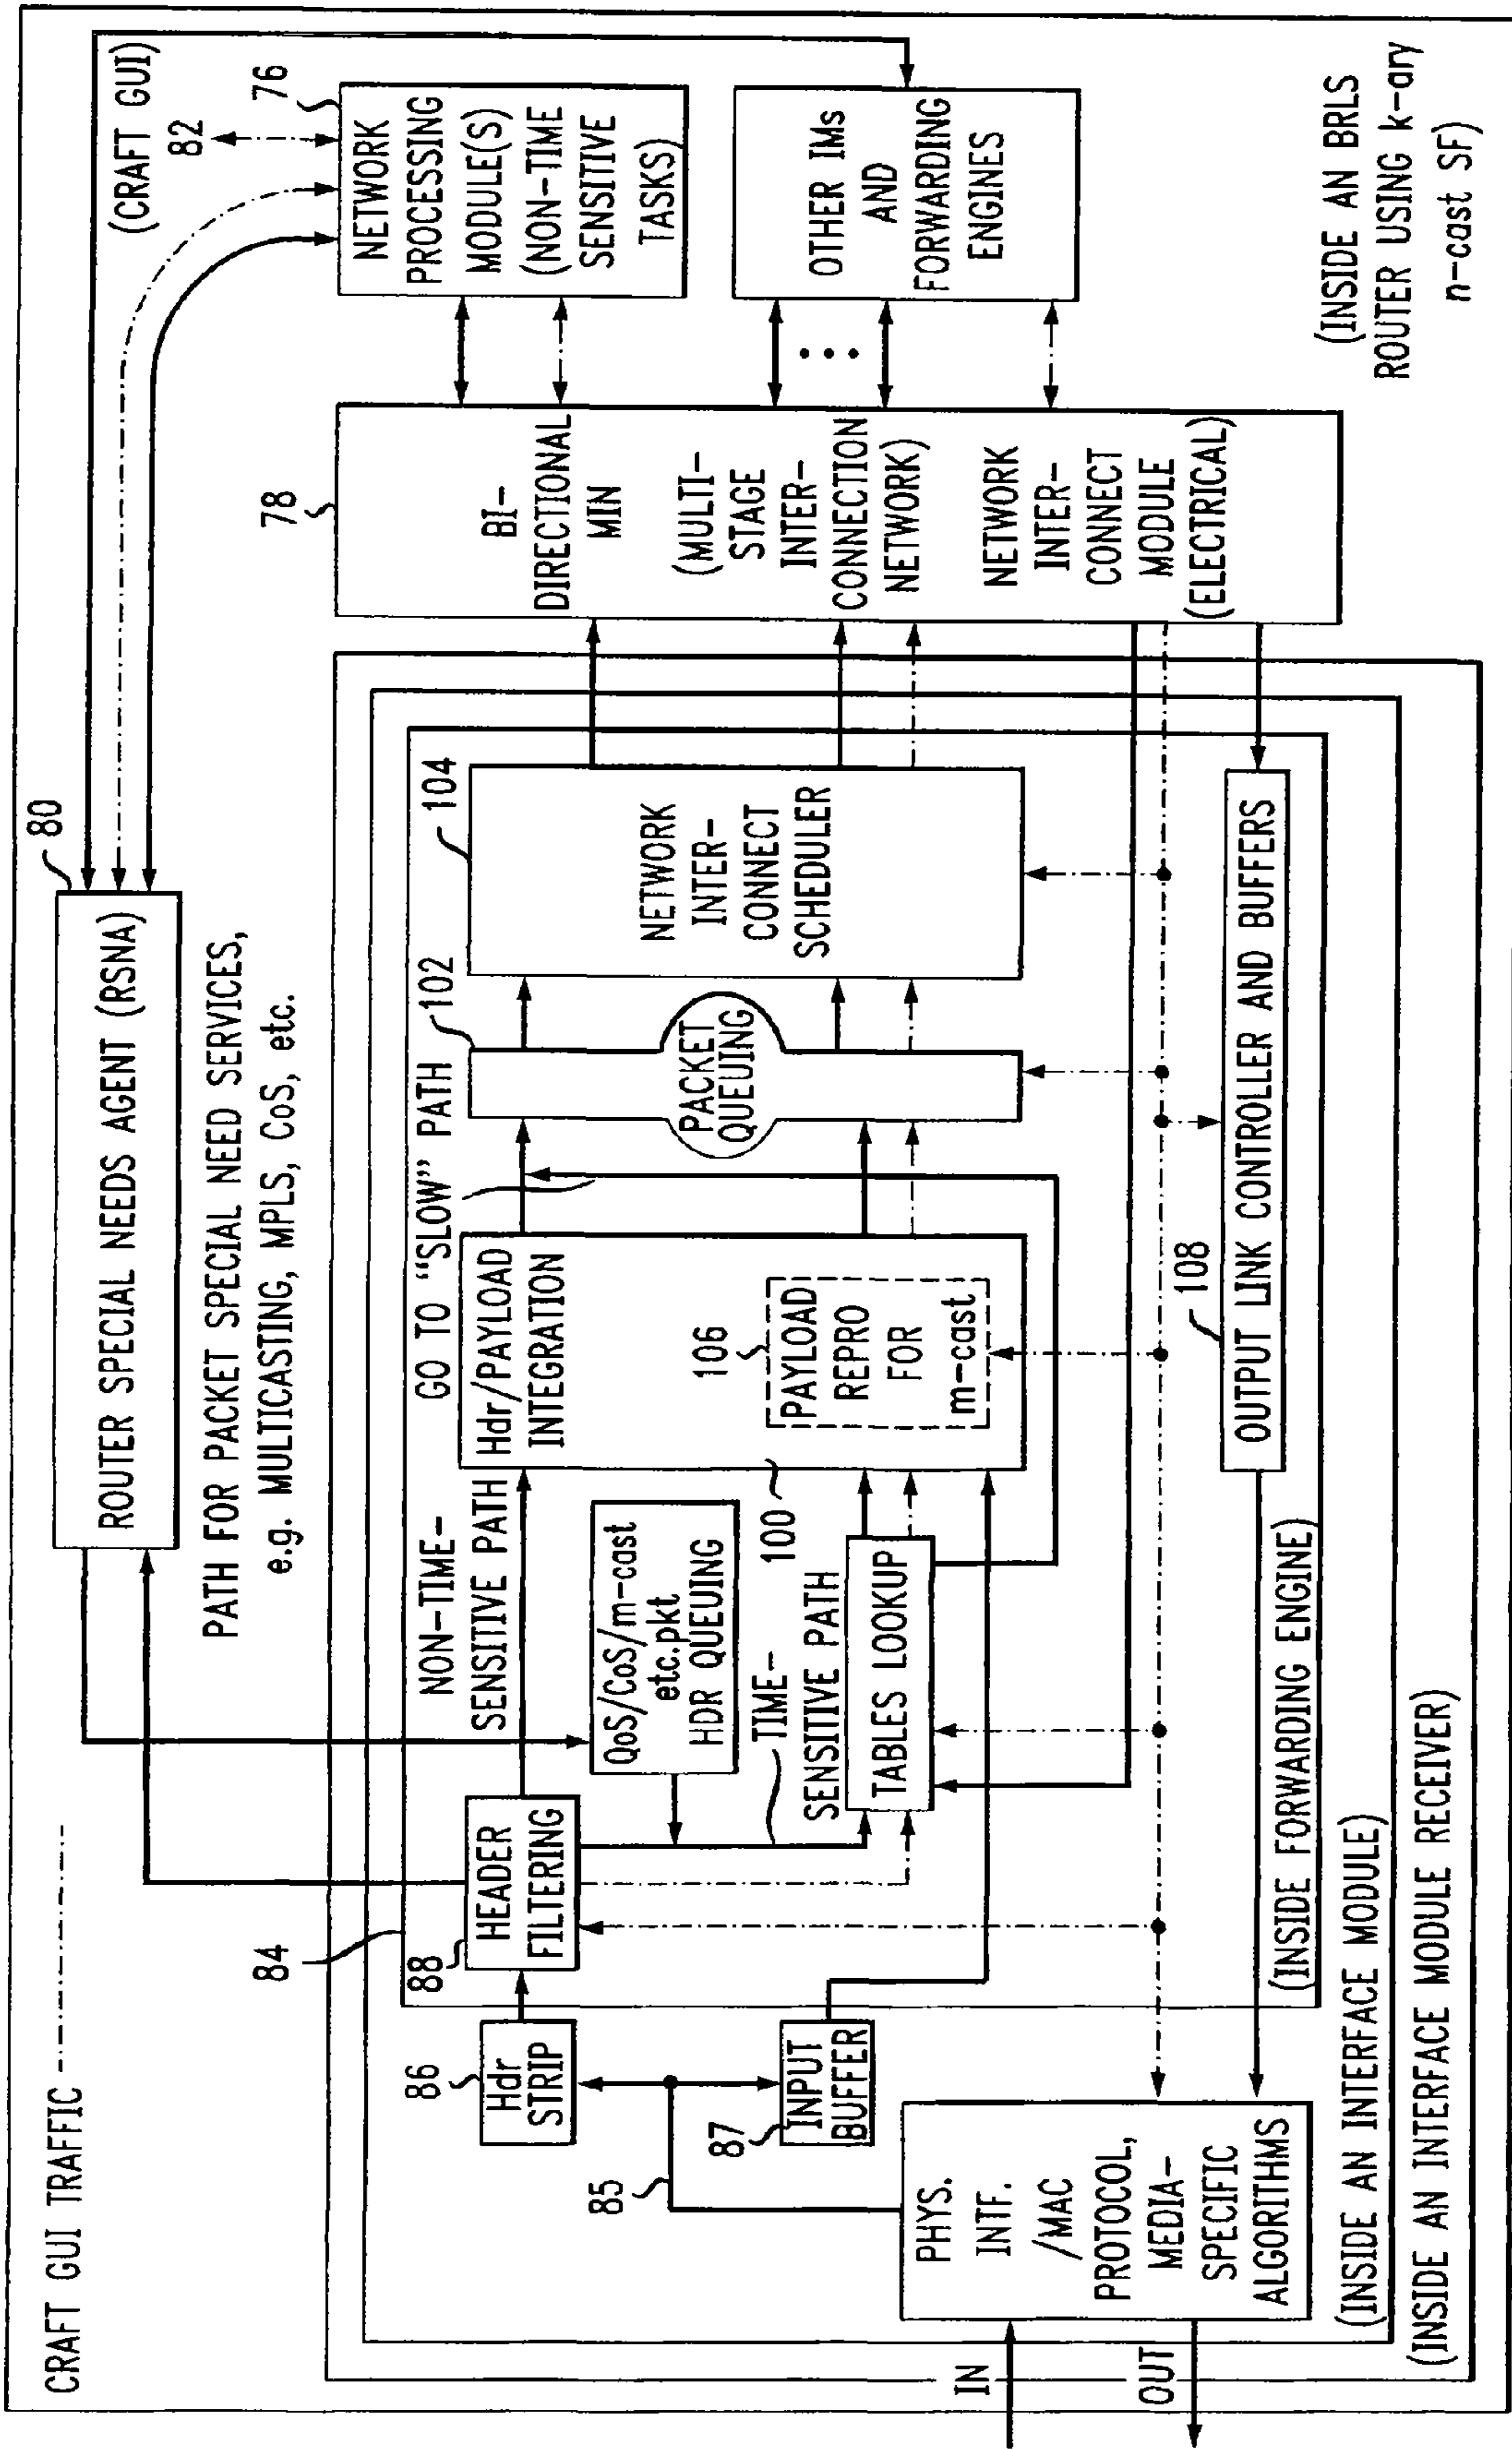 CRAFT GUI TRAFFIC
80
ROUTER SPECIAL NEEDS AGENT (RSNA)
PATH FOR PACKET SPECIAL NEED SERVICES,
e.g. MULTICASTING, MPLS, CoS, etc.
(CRAFT GUI)
82
76
NETWORK
PROCESSING
MODULE(S)
(NON-TIME
SENSITIVE
TASKS)
OTHER IMs
AND
FORWARDING
ENGINES
(INSIDE AN BRLS
ROUTER USING k-ary
n-cast SF)
78
BI-
DIRECTIONAL
MIN
(MULTI-
STAGE
INTER-
CONNECTION
NETWORK)
NETWORK
INTER-
CONNECT
MODULE
(ELECTRICAL)
84
88
HEADER
FILTERING
NON-TIME-
SENSITIVE PATH
QoS/CoS/m-cast
etc.pkt
HDR QUEUING
TIME-
SENSITIVE PATH
TABLES LOOKUP
GO TO "SLOW" PATH
Hdr/PAYLOAD
INTEGRATION
100
106
PAYLOAD
REPRO
FOR
m-cast
102
PACKET
QUEUING
104
NETWORK
INTER-
CONNECT
SCHEDULER
108
OUTPUT LINK CONTROLLER AND BUFFERS
(INSIDE FORWARDING ENGINE)
86
Hdr
STRIP
85
87
INPUT
BUFFER
PHYS.
INTF.
/MAC
PROTOCOL,
MEDIA-
SPECIFIC
ALGORITHMS
IN
OUT
(INSIDE AN INTERFACE MODULE)
(INSIDE AN INTERFACE MODULE RECEIVER)